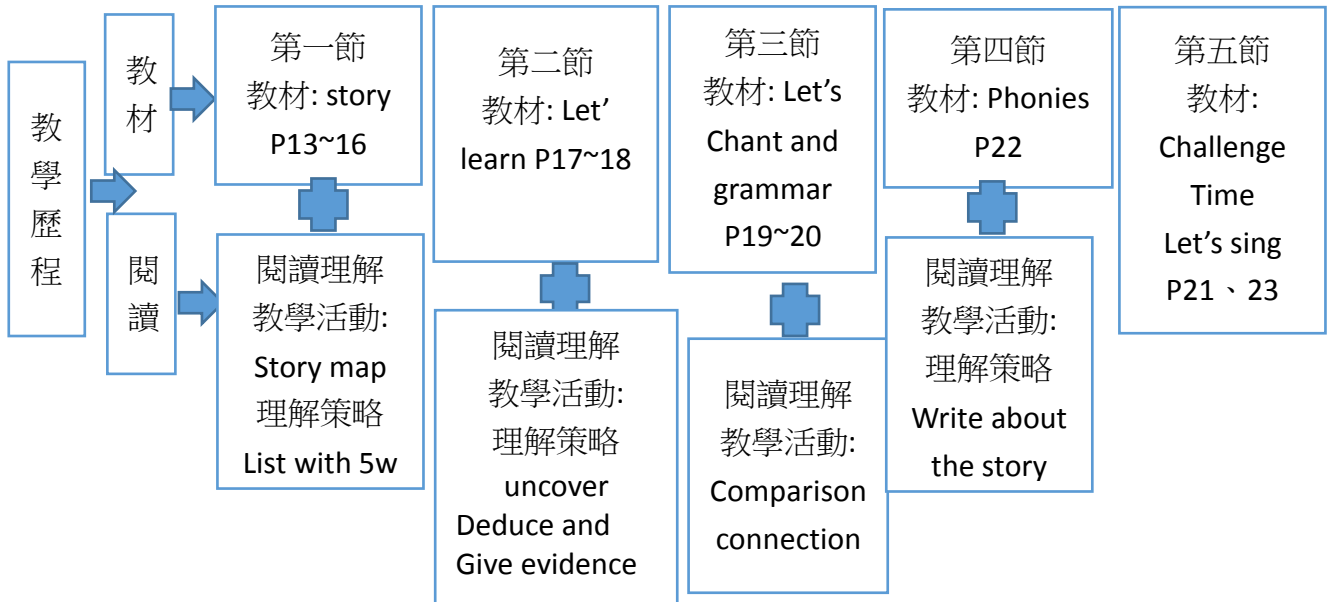 教
學
歷
程
教
材
閱
讀
第一節
教材: story
P13~16
閱讀理解
教學活動:
Story map
理解策略
List with 5w
第二節
教材: Let'
learn P17~18
閱讀理解
教學活動:
理解策略
uncover
Deduce and
Give evidence
第三節
教材: Let’s
Chant and
grammar
P19~20
閱讀理解
教學活動:
Comparison
connection
第四節
教材: Phonies
P22
閱讀理解
教學活動:
理解策略
Write about
the story
第五節
教材:
Challenge
Time
Let’s sing
P21、23